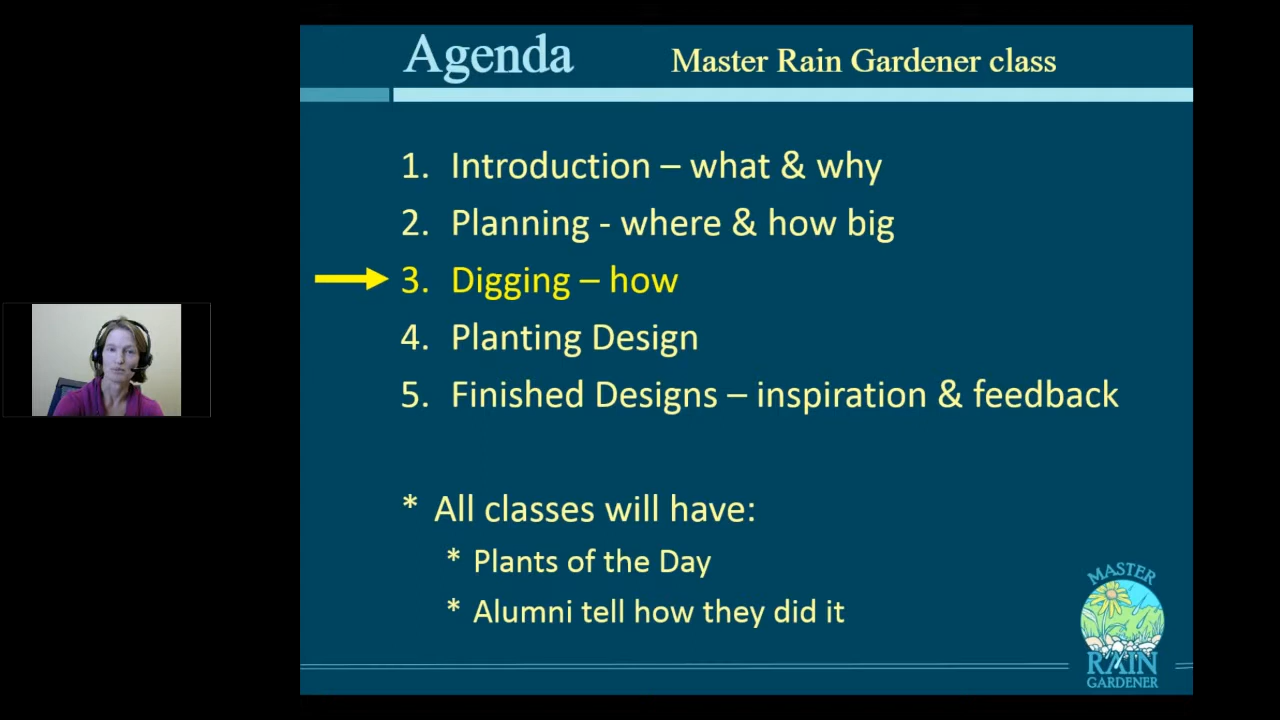 Agenda Master Rain Gardener class
1. Introduction – what & why
2. Planning - where & how big
3. Digging – how
4. Planting Design
5. Finished Designs – inspiration & feedback
* All classes will have:
* Plants of the Day
* Alumni tell how they did it
MASTER
RAIN
GARDENER